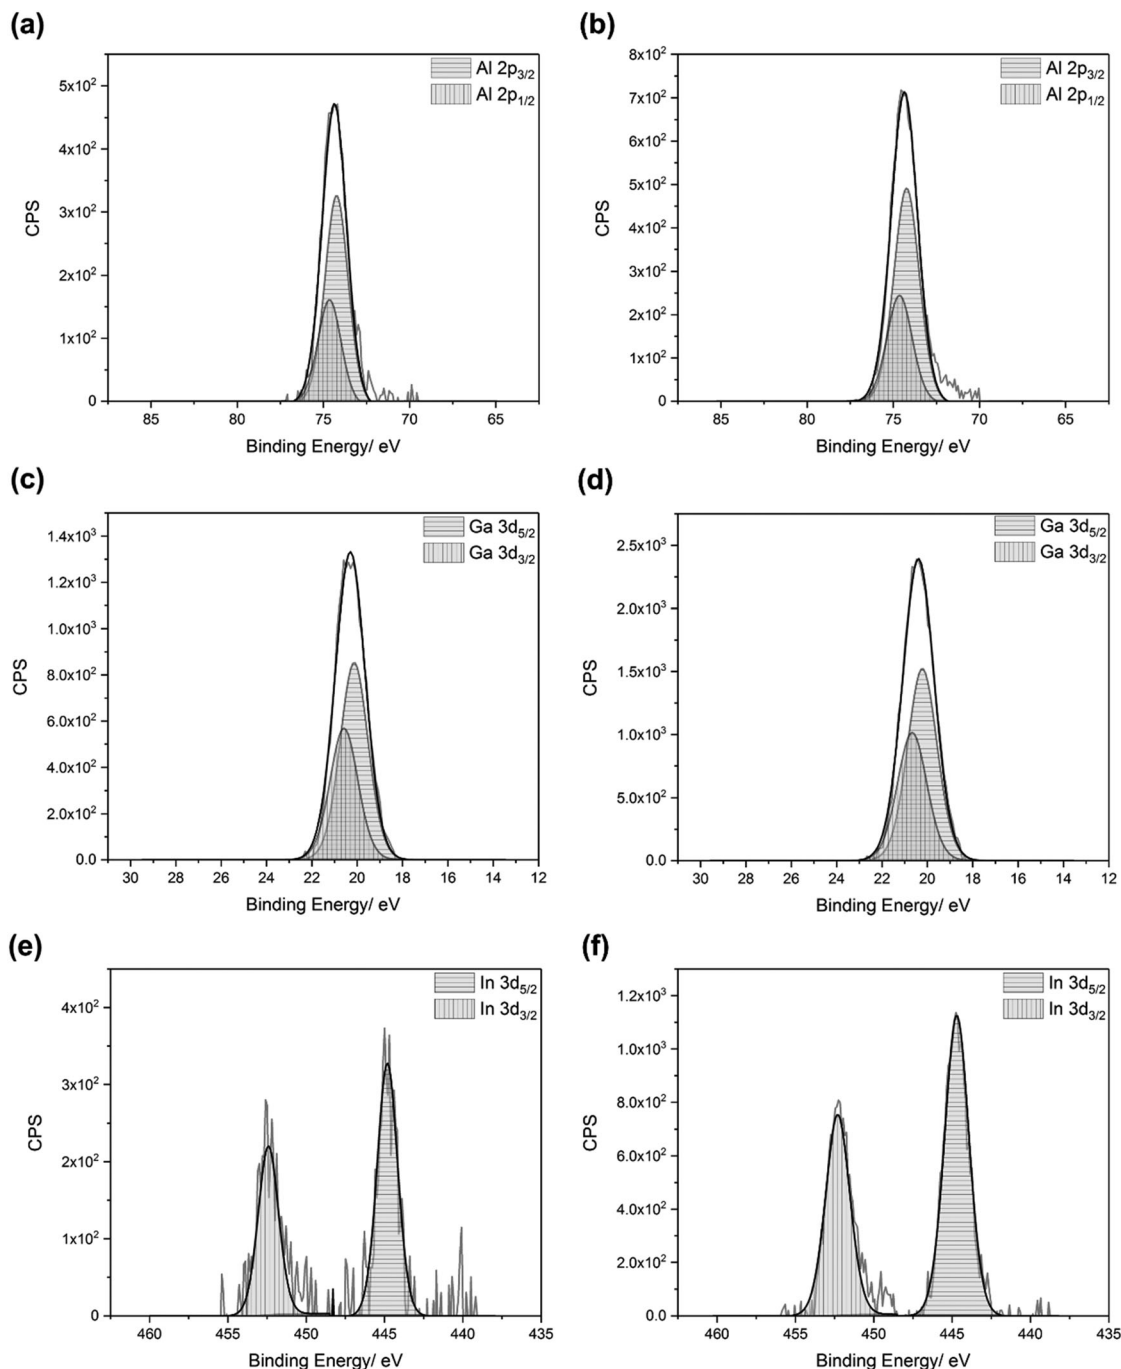 (a)
Al 2p3/2
Al 2p1/2
5x10²
4x10²
3x10²
2x10²
1x10²
0
CPS
85 80 75 70 65
Binding Energy/ eV
(b)
Al 2p3/2
Al 2p1/2
8x10²
7x10²
6x10²
5x10²
4x10²
3x10²
2x10²
1x10²
0
CPS
85 80 75 70 65
Binding Energy/ eV
(c)
Ga 3d5/2
Ga 3d3/2
1.4x10³
1.2x10³
1.0x10³
8.0x10²
6.0x10²
4.0x10²
2.0x10²
0.0
CPS
30 28 26 24 22 20 18 16 14 12
Binding Energy/ eV
(d)
Ga 3d5/2
Ga 3d3/2
2.5x10³
2.0x10³
1.5x10³
1.0x10³
5.0x10²
0.0
CPS
30 28 26 24 22 20 18 16 14 12
Binding Energy/ eV
(e)
In 3d5/2
In 3d3/2
4x10²
3x10²
2x10²
1x10²
0
CPS
460 455 450 445 440 435
Binding Energy/ eV
(f)
In 3d5/2
In 3d3/2
1.2x10³
1.0x10³
8.0x10²
6.0x10²
4.0x10²
2.0x10²
0.0
CPS
460 455 450 445 440 435
Binding Energy/ eV